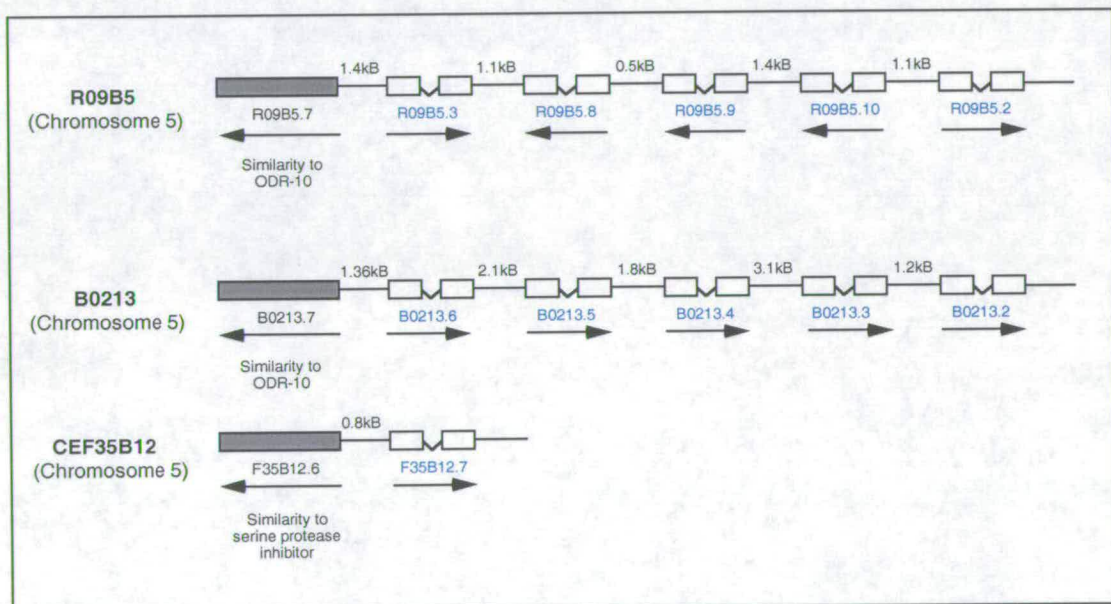 1.4kB 1.1kB 0.5kB 1.4kB 1.1kB
R09B5
(Chromosome 5)
R09B5.7 R09B5.3 R09B5.8 R09B5.9 R09B5.10 R09B5.2
Similarity to
ODR-10
1.36kB 2.1kB 1.8kB 3.1kB 1.2kB
B0213
(Chromosome 5)
B0213.7 B0213.6 B0213.5 B0213.4 B0213.3 B0213.2
Similarity to
ODR-10
0.8kB
CEF35B12
(Chromosome 5)
F35B12.6 F35B12.7
Similarity to
serine protease
inhibitor